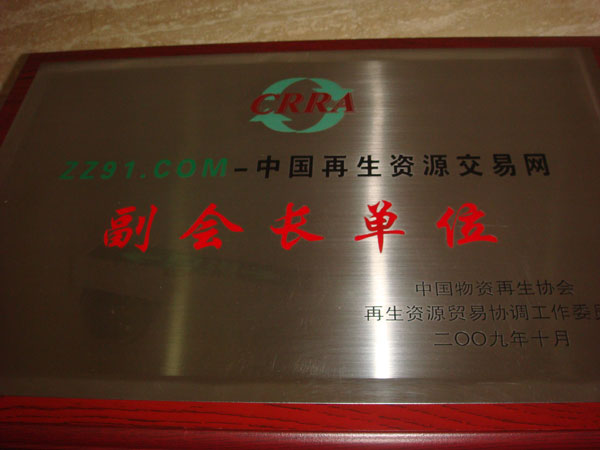 CRRA
ZZ91.COM-中国再生资源交易网
副会长单位
中国物资再生协会
再生资源贸易协调工作委
二〇〇九年十月